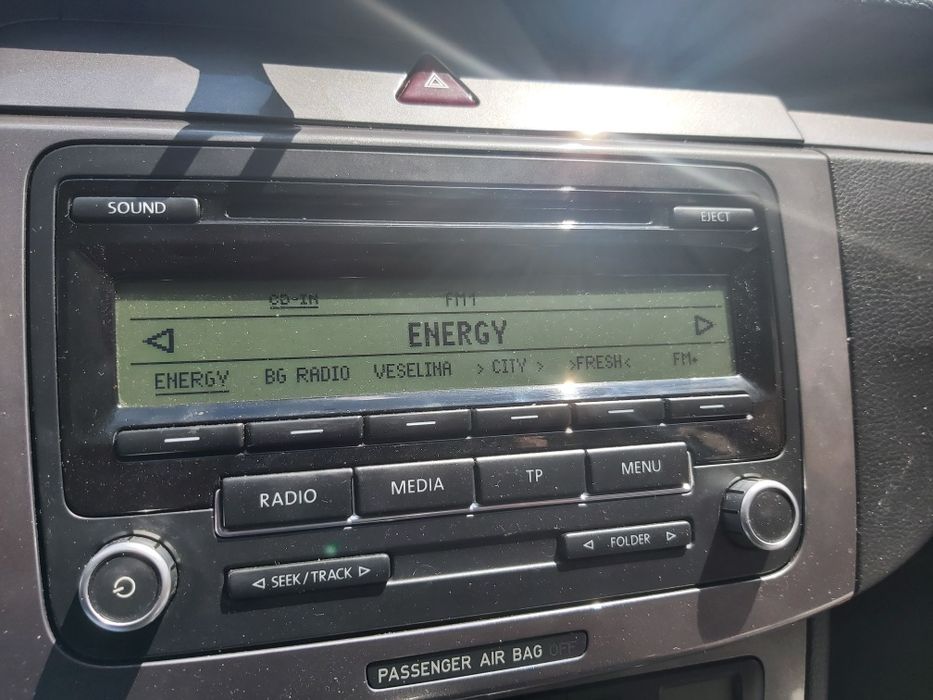 SOUND
EJECT
CD-IN FM1
ENERGY
ENERGY BG RADIO VESELINA > CITY > >FRESH< FM+
RADIO MEDIA TP MENU
SEEK/TRACK
FOLDER
PASSENGER AIR BAG OFF